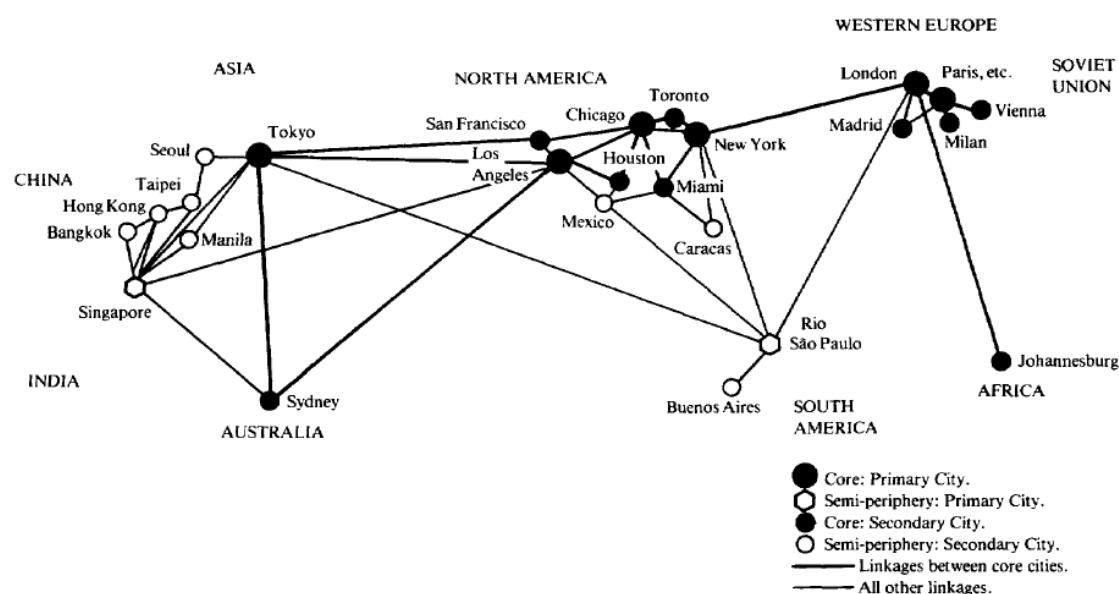 WESTERN EUROPE
ASIA
NORTH AMERICA
London
Paris, etc.
SOVIET
UNION
Toronto
Chicago
San Francisco
Tokyo
New York
Madrid
Milan
Vienna
Seoul
Los
Angeles
Houston
CHINA
Taipei
Miami
Hong Kong
Mexico
Bangkok
Manila
Caracas
Singapore
Rio
São Paulo
INDIA
Johannesburg
Sydney
AFRICA
Buenos Aires
SOUTH
AMERICA
AUSTRALIA
Core: Primary City.
Semi-periphery: Primary City.
Core: Secondary City.
Semi-periphery: Secondary City.
Linkages between core cities.
All other linkages.